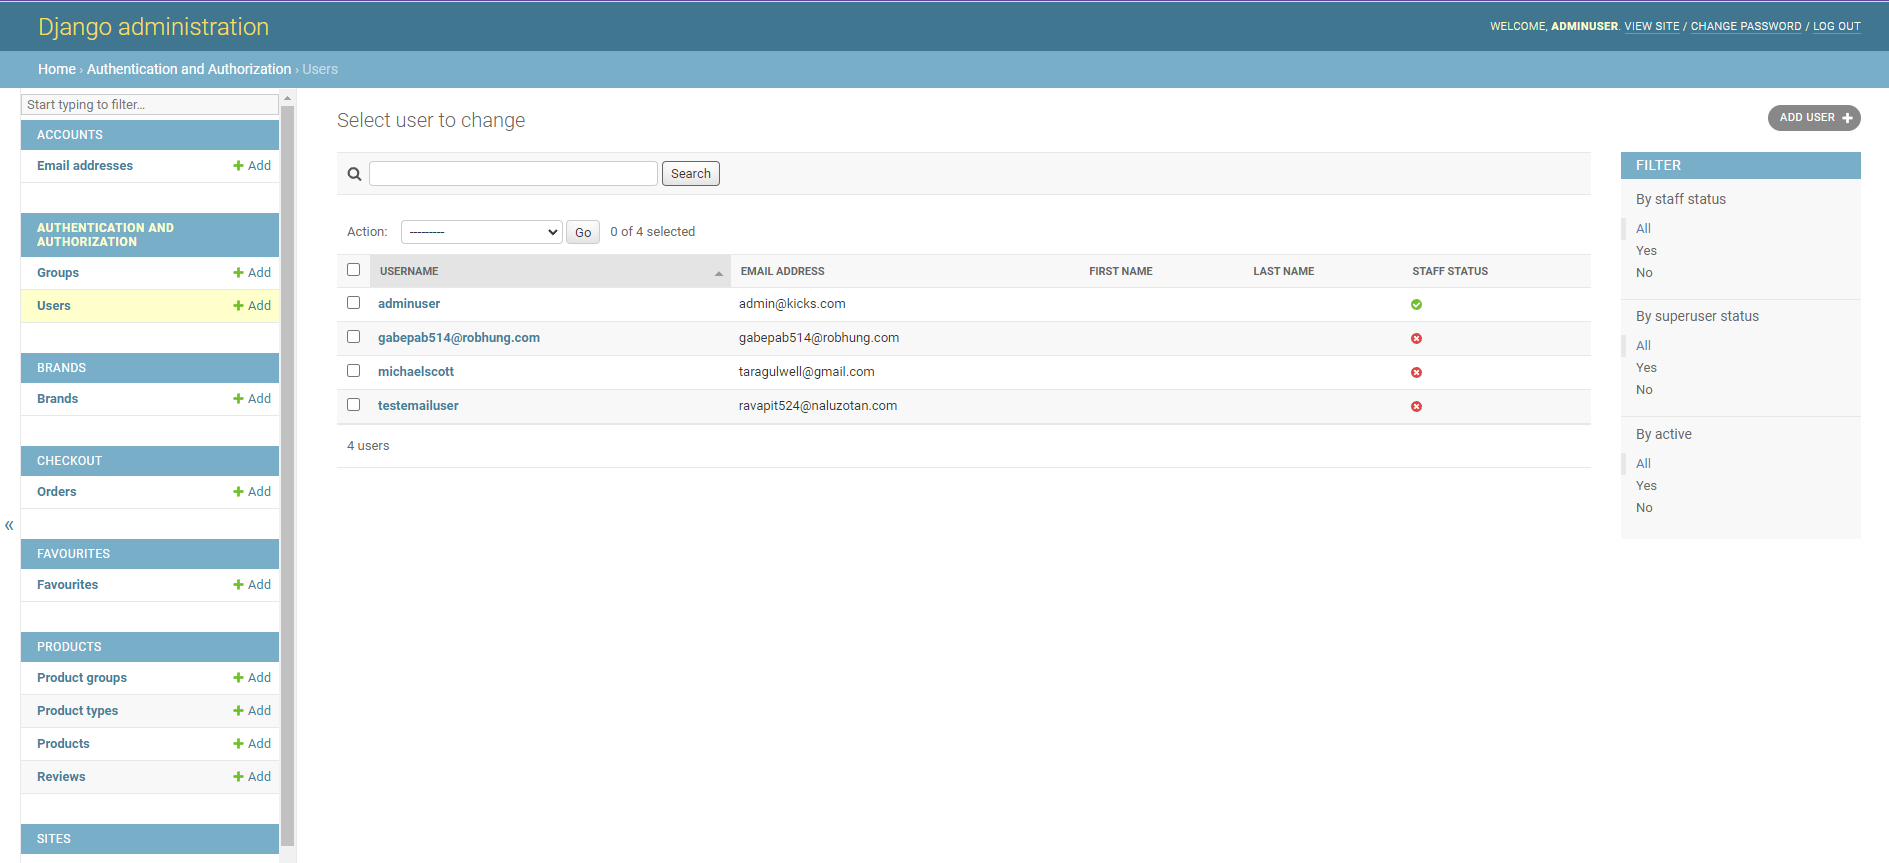 Django administration
WELCOME, ADMINUSER. VIEW SITE / CHANGE PASSWORD / LOG OUT
Home › Authentication and Authorization › Users
Start typing to filter...
ACCOUNTS
Email addresses Add
AUTHENTICATION AND
AUTHORIZATION
Groups Add
Users Add
BRANDS
Brands Add
CHECKOUT
Orders Add
FAVOURITES
Favourites Add
PRODUCTS
Product groups Add
Product types Add
Products Add
Reviews Add
SITES
«
Select user to change
ADD USER
Search
Action: --------- Go 0 of 4 selected
USERNAME EMAIL ADDRESS FIRST NAME LAST NAME STAFF STATUS
adminuser admin@kicks.com
gabepab514@robhung.com gabepab514@robhung.com
michaelscott taragulwell@gmail.com
testemailuser ravapit524@naluzotan.com
4 users
FILTER
By staff status
All
Yes
No
By superuser status
All
Yes
No
By active
All
Yes
No